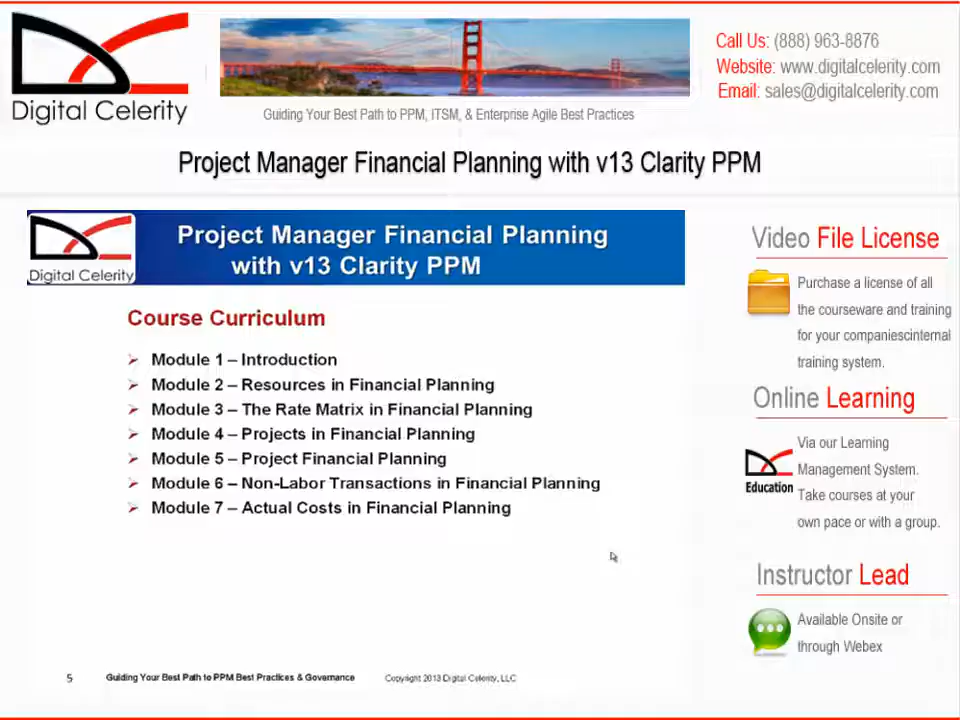 Digital Celerity
Guiding Your Best Path to PPM, ITSM, & Enterprise Agile Best Practices
Call Us: (888) 963-8876
Website: www.digitalcelerity.com
Email: sales@digitalcelerity.com
Project Manager Financial Planning with v13 Clarity PPM
Digital Celerity
Project Manager Financial Planning
with v13 Clarity PPM
Course Curriculum
Module 1 – Introduction
Module 2 – Resources in Financial Planning
Module 3 – The Rate Matrix in Financial Planning
Module 4 – Projects in Financial Planning
Module 5 – Project Financial Planning
Module 6 – Non-Labor Transactions in Financial Planning
Module 7 – Actual Costs in Financial Planning
5
Guiding Your Best Path to PPM Best Practices & Governance
Copyright 2013 Digital Celerity, LLC
Video File License
Purchase a license of all
the courseware and training
for your companiescinternal
training system.
Online Learning
Education
Via our Learning
Management System.
Take courses at your
own pace or with a group.
Instructor Lead
Available Onsite or
through Webex